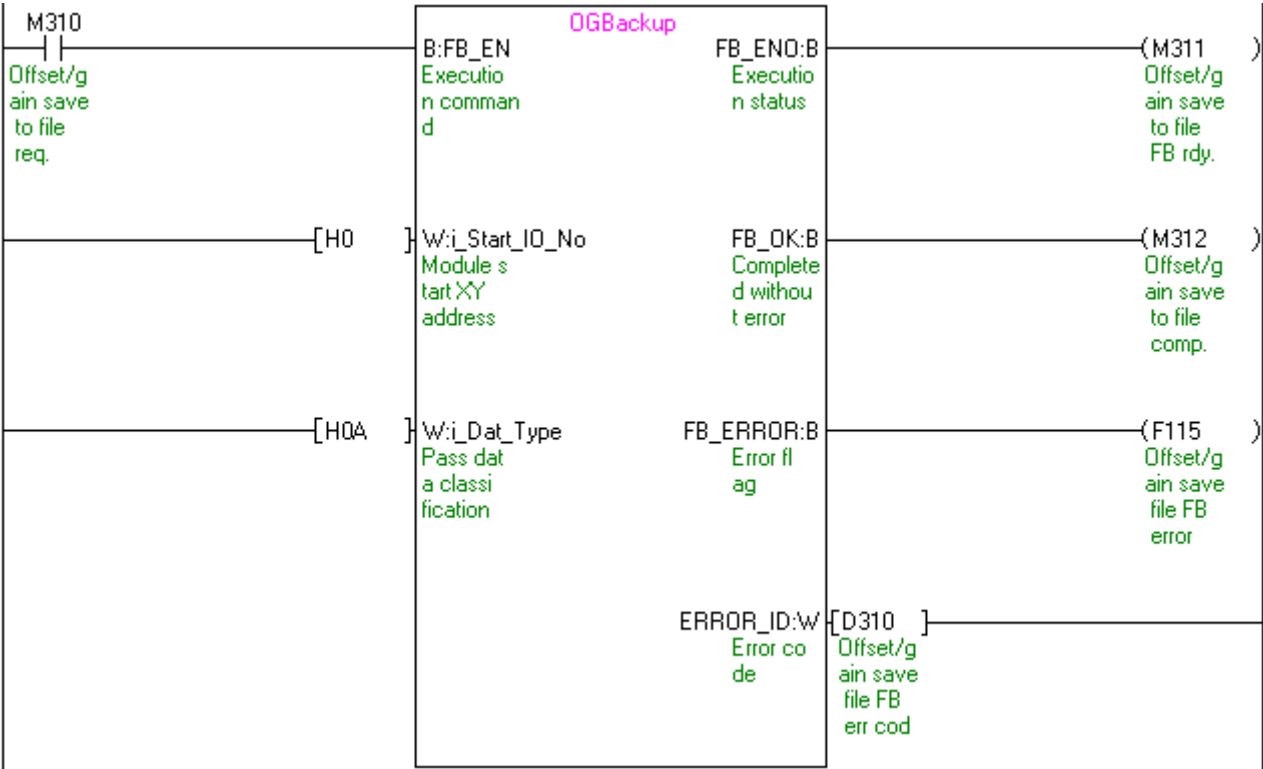 M310
Offset/g
ain save
to file
req.
OGBackup
B:FB_EN
Executio
n comman
d
FB_ENO:B
Executio
n status
(M311 )
Offset/g
ain save
to file
FB rdy.
[H0 ]
W:i_Start_IO_No
Module s
tart XY
address
FB_OK:B
Complete
d withou
t error
(M312 )
Offset/g
ain save
to file
comp.
[H0A ]
W:i_Dat_Type
Pass dat
a classi
fication
FB_ERROR:B
Error fl
ag
(F115 )
Offset/g
ain save
file FB
error
ERROR_ID:W
Error co
de
[D310 ]
Offset/g
ain save
file FB
err cod